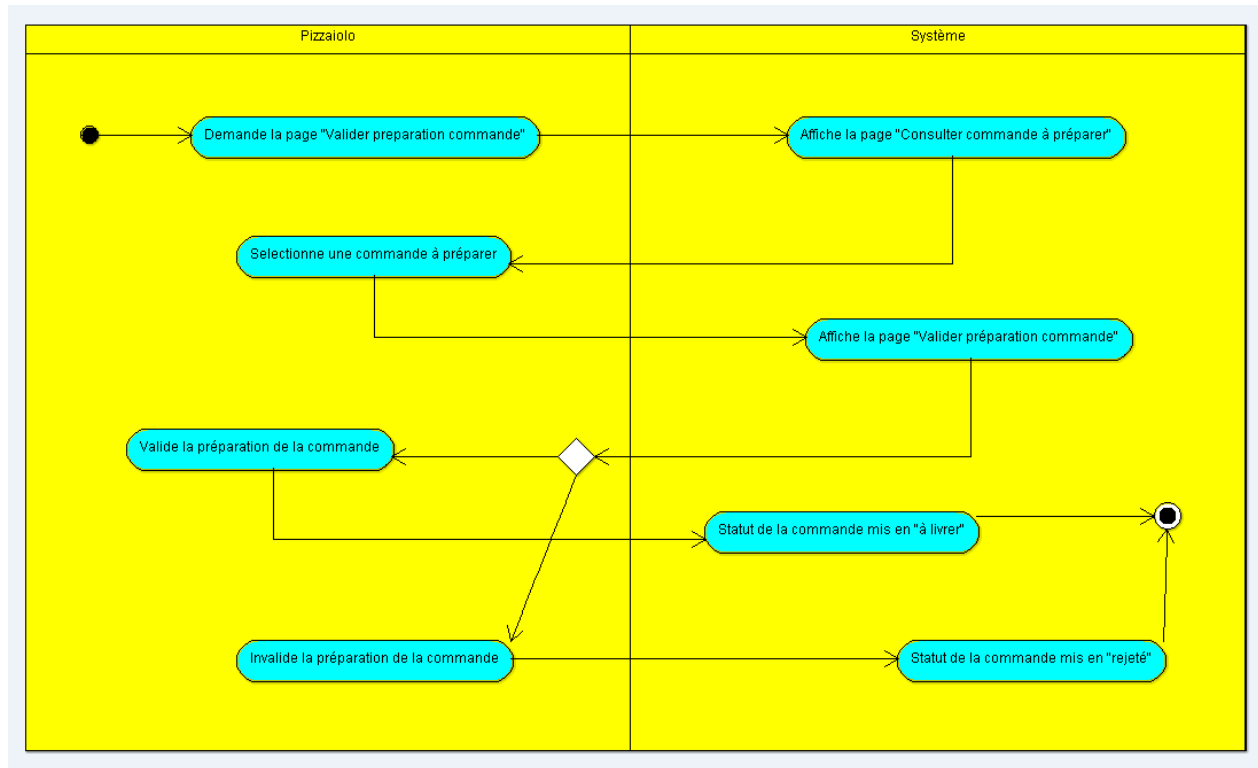 Pizzaiolo
Système
Demande la page "Valider preparation commande"
Affiche la page "Consulter commande à préparer"
Selectionne une commande à préparer
Affiche la page "Valider préparation commande"
Valide la préparation de la commande
Statut de la commande mis en "à livrer"
Invalide la préparation de la commande
Statut de la commande mis en "rejeté"